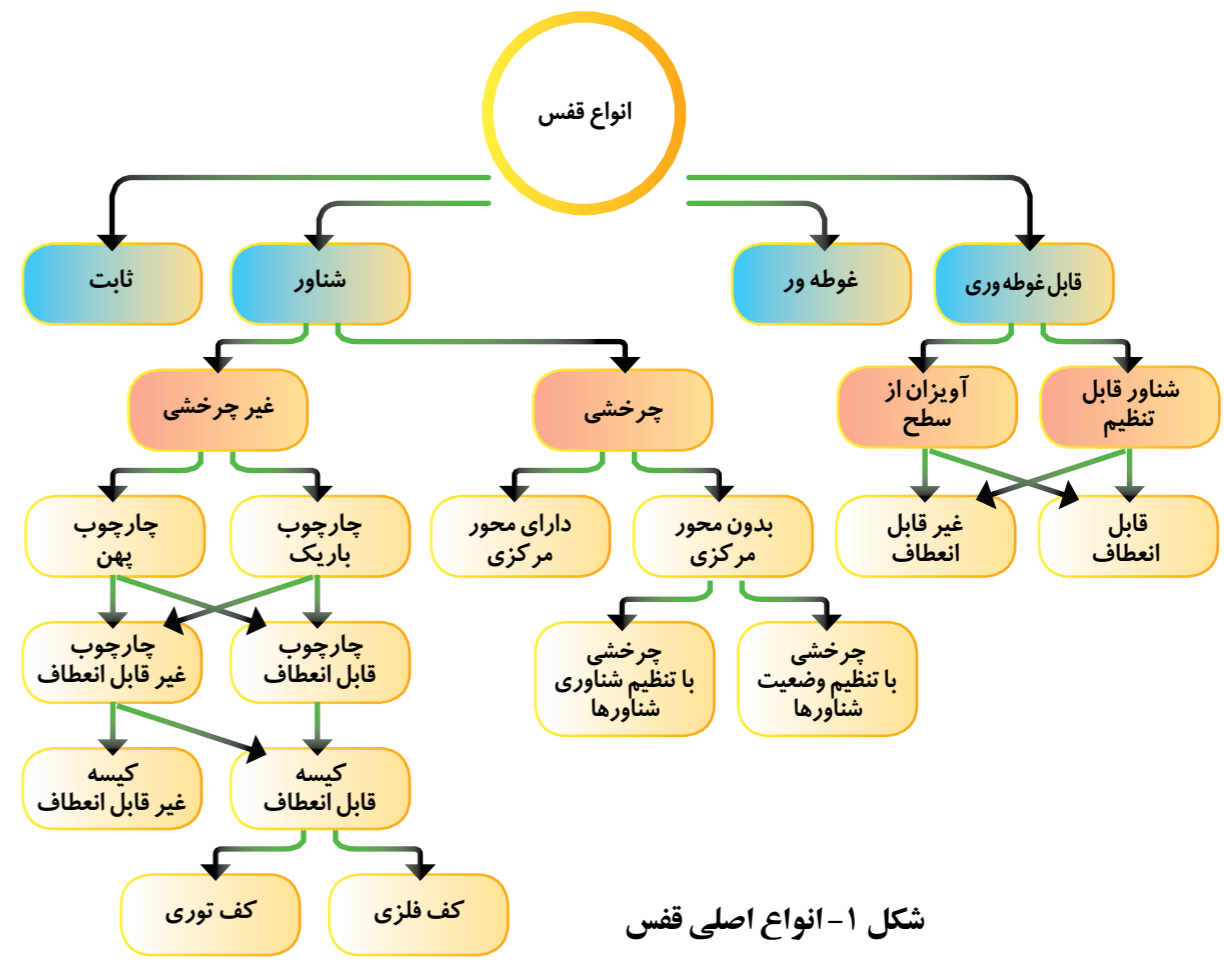 انواع قفس
قابل غوطه‌وری
غوطه ور
شناور
ثابت
شناور قابل
تنظیم
آویزان از
سطح
چرخشی
غیر چرخشی
قابل
انعطاف
غیر قابل
انعطاف
بدون محور
مرکزی
دارای محور
مرکزی
چارچوب
باریک
چارچوب
پهن
چرخشی
با تنظیم وضعیت
شناورها
چرخشی
با تنظیم شناوری
شناورها
چارچوب
قابل انعطاف
چارچوب
غیر قابل انعطاف
کیسه
قابل انعطاف
کیسه
غیر قابل انعطاف
کف فلزی
کف توری
شکل ۱- انواع اصلی قفس